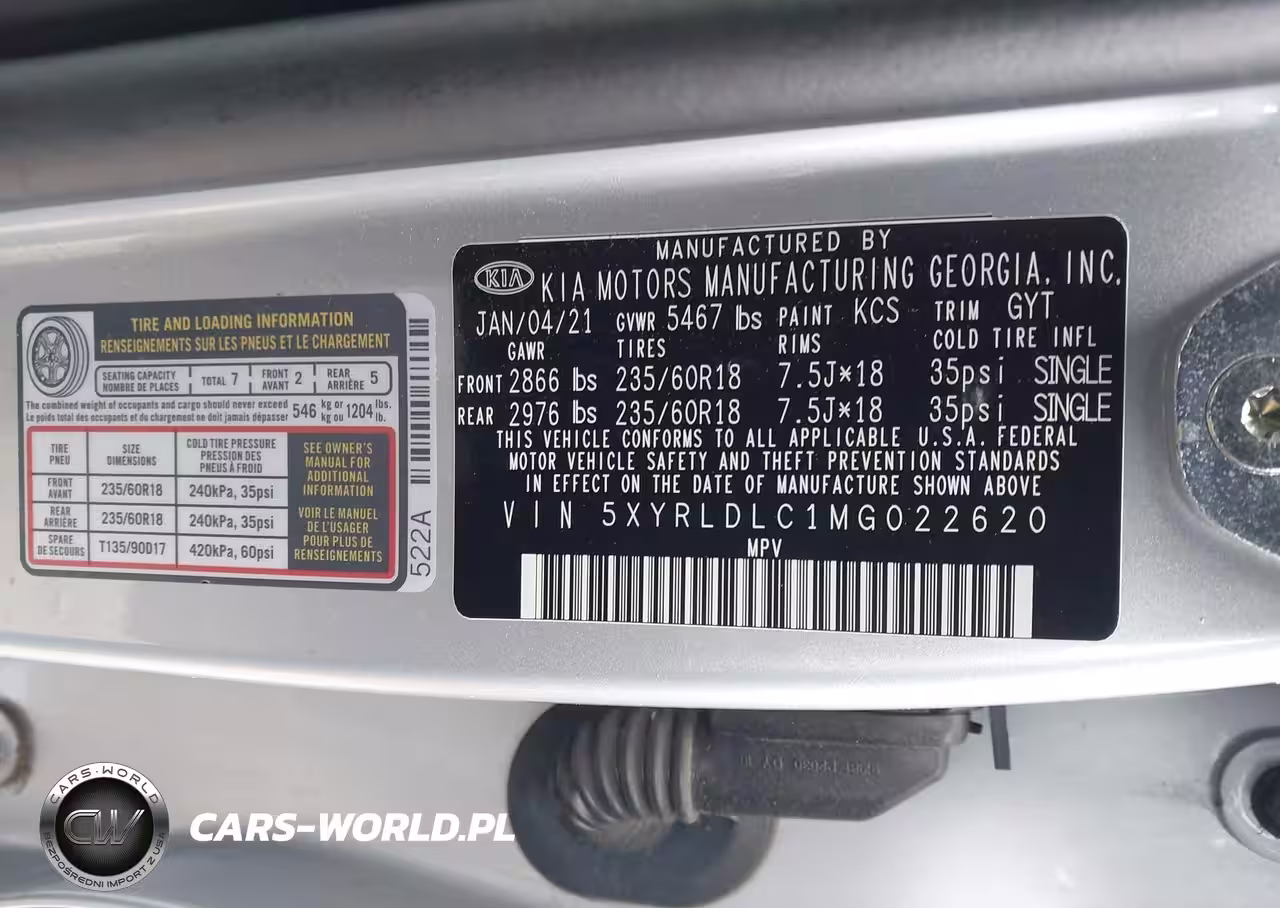 TIRE AND LOADING INFORMATION
RENSEIGNEMENTS SUR LES PNEUS ET LE CHARGEMENT
SEATING CAPACITY
NOMBRE DE PLACES
TOTAL 7
FRONT
AVANT 2
REAR
ARRIÈRE 5
The combined weight of occupants and cargo should never exceed 546 kg or 1204 lbs.
Le poids total des occupants et du chargement ne doit jamais dépasser kg ou lb.
TIRE
PNEU
SIZE
DIMENSIONS
COLD TIRE PRESSURE
PRESSION DES
PNEUS À FROID
FRONT
AVANT
235/60R18
240kPa, 35psi
REAR
ARRIÈRE
235/60R18
240kPa, 35psi
SPARE
DE SECOURS
T135/90D17
420kPa, 60psi
SEE OWNER'S
MANUAL FOR
ADDITIONAL
INFORMATION
VOIR LE MANUEL
DE L'USAGER
POUR PLUS DE
RENSEIGNEMENTS
522A
MANUFACTURED BY
KIA KIA MOTORS MANUFACTURING GEORGIA, INC.
JAN/04/21 GVWR 5467 lbs PAINT KCS TRIM GYT
GAWR TIRES RIMS COLD TIRE INFL
FRONT 2866 lbs 235/60R18 7.5J*18 35psi SINGLE
REAR 2976 lbs 235/60R18 7.5J*18 35psi SINGLE
THIS VEHICLE CONFORMS TO ALL APPLICABLE U.S.A. FEDERAL
MOTOR VEHICLE SAFETY AND THEFT PREVENTION STANDARDS
IN EFFECT ON THE DATE OF MANUFACTURE SHOWN ABOVE
VIN 5XYRLDLC1MG022620
MPV
CARS-WORLD
CW
BEZPOŚREDNI IMPORT Z USA
CARS-WORLD.PL